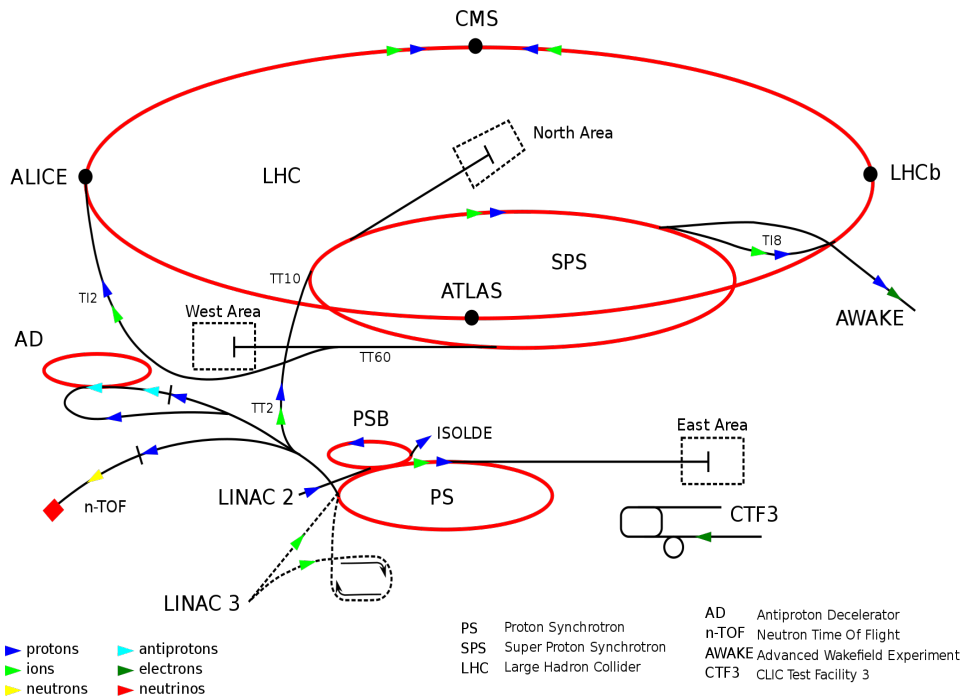 CMS
North Area
ALICE
LHC
LHCb
TI8
SPS
TT10
ATLAS
TI2
West Area
AWAKE
AD
TT60
TT2
PSB
ISOLDE
East Area
LINAC 2
PS
n-TOF
CTF3
LINAC 3
protons
ions
neutrons
antiprotons
electrons
neutrinos
PS Proton Synchrotron
SPS Super Proton Synchrotron
LHC Large Hadron Collider
AD Antiproton Decelerator
n-TOF Neutron Time Of Flight
AWAKE Advanced Wakefield Experiment
CTF3 CLIC Test Facility 3